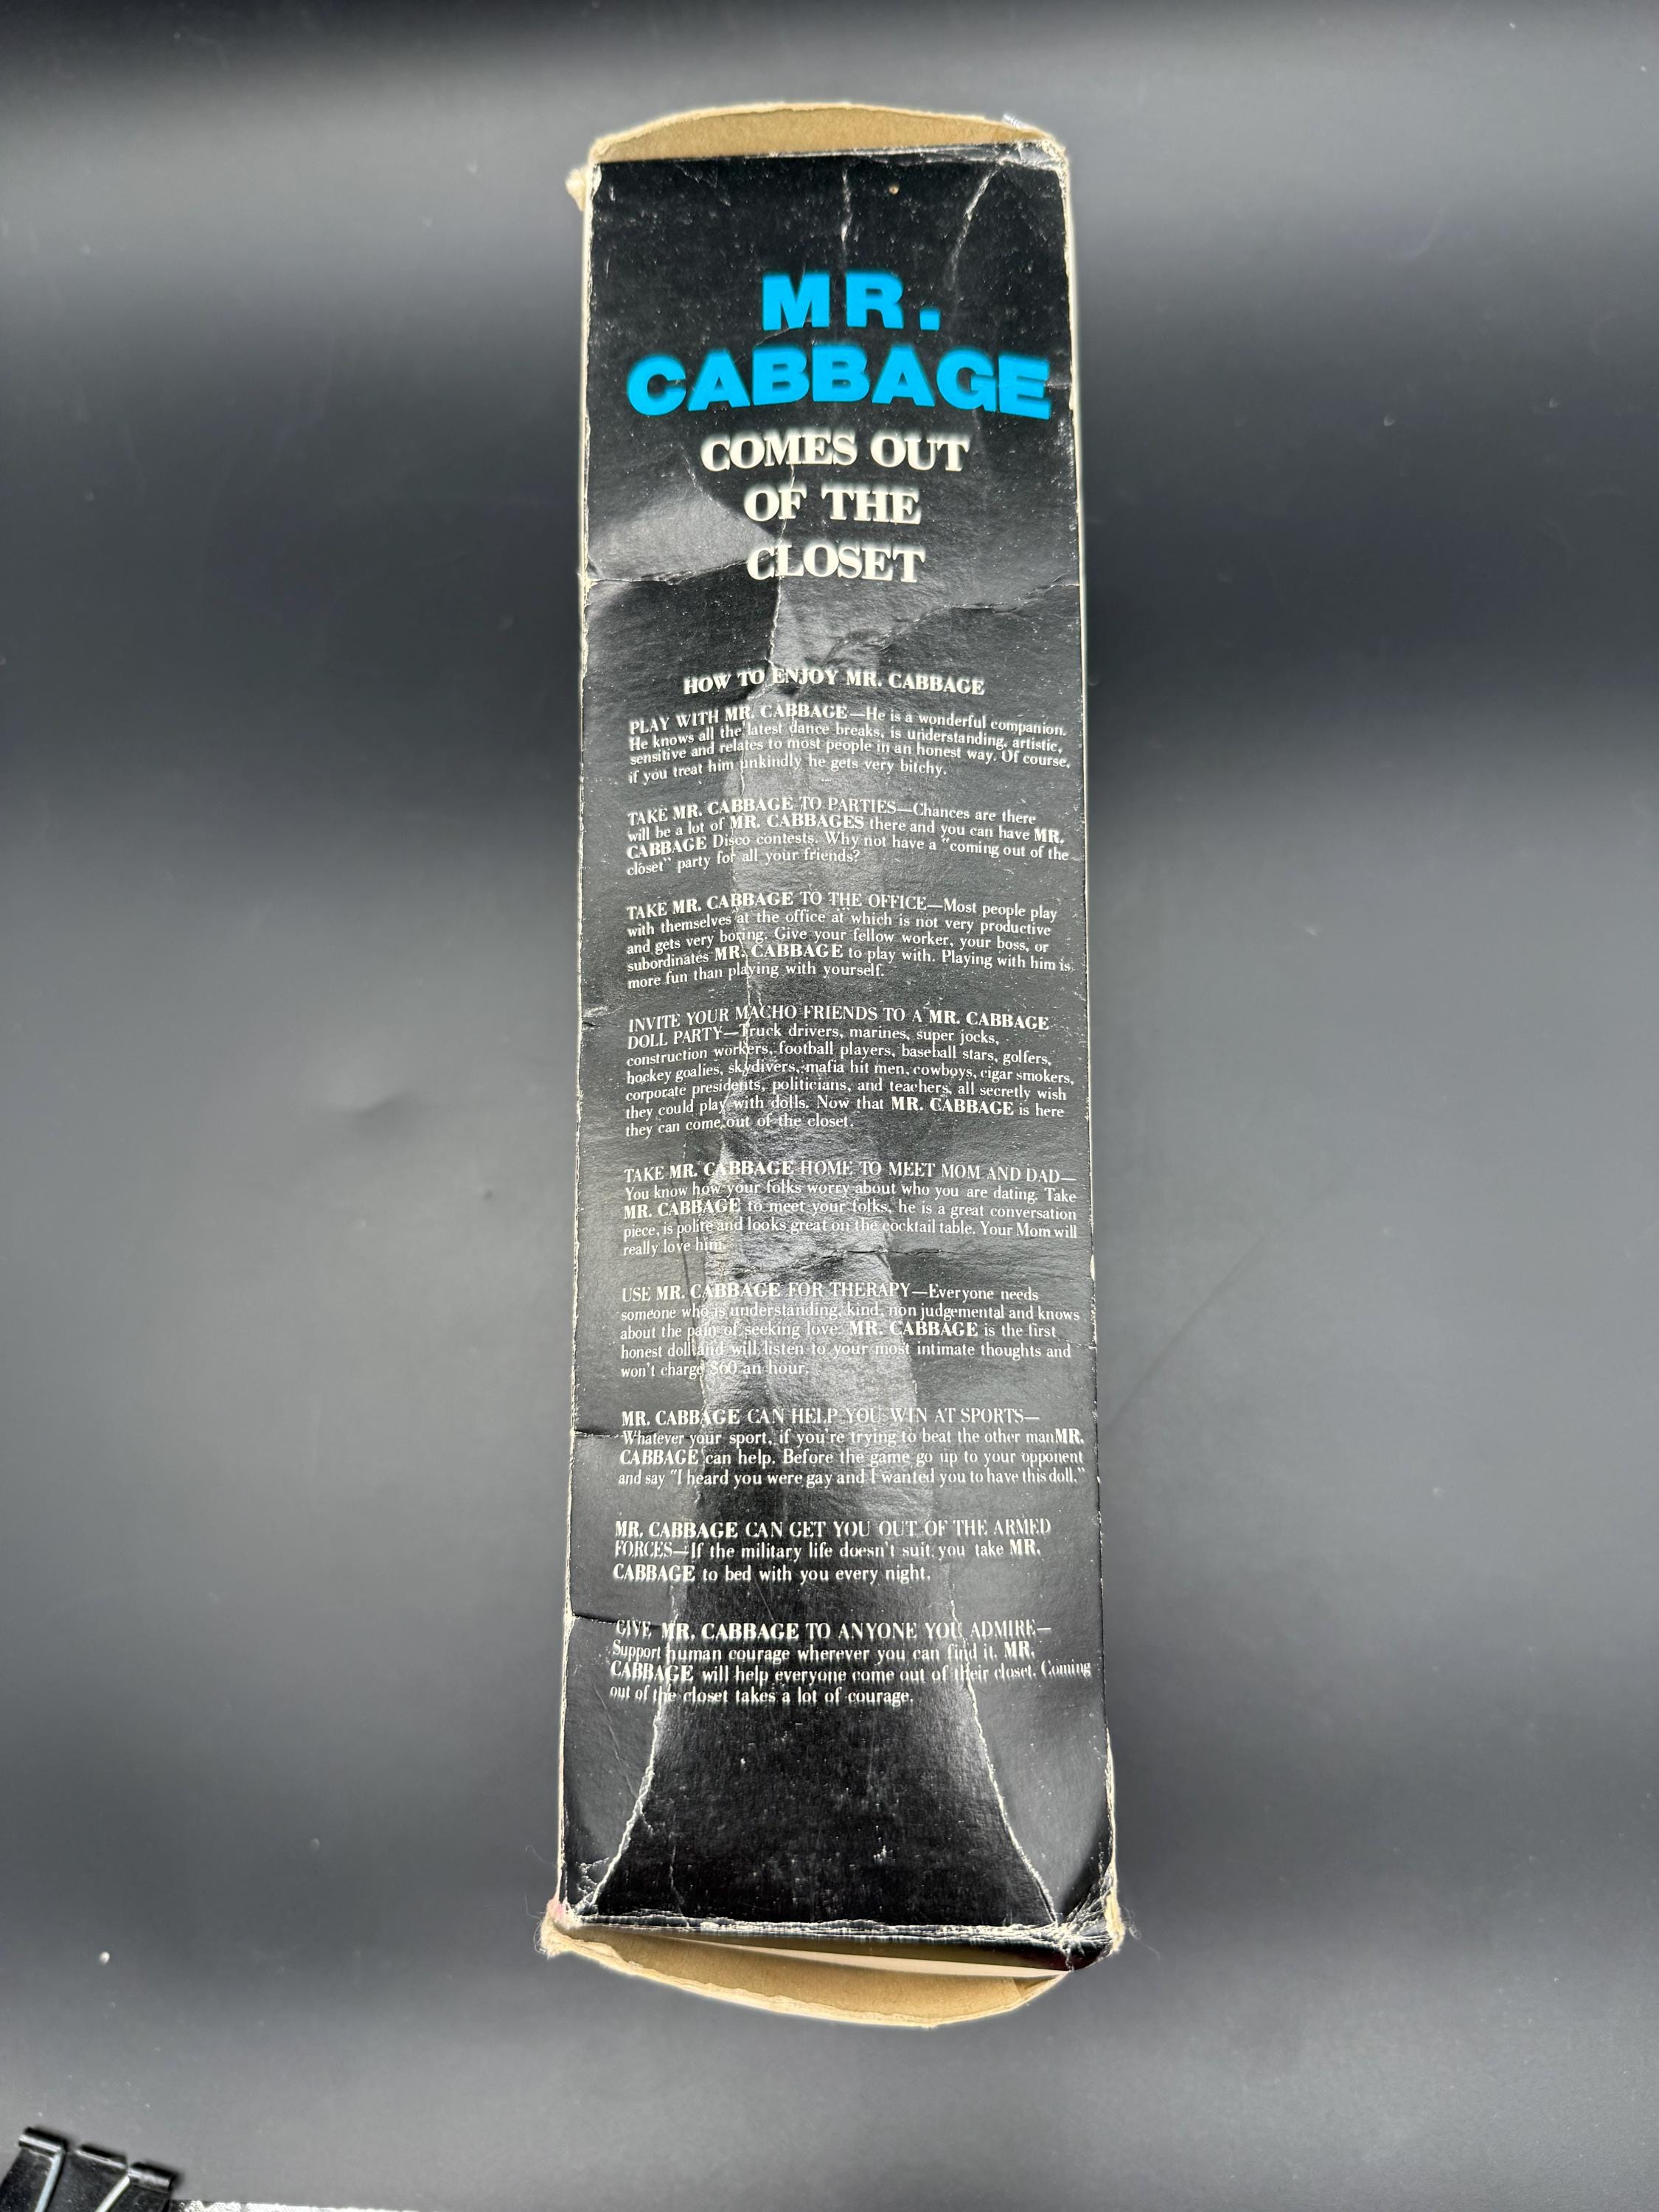 MR.
CABBAGE
COMES OUT
OF THE
CLOSET
HOW TO ENJOY MR. CABBAGE
PLAY WITH MR. CABBAGE—He is a wonderful companion.
He knows all the latest dance breaks, is understanding, artistic,
sensitive and relates to most people in an honest way. Of course,
if you treat him unkindly he gets very bitchy.
TAKE MR. CABBAGE TO PARTIES—Chances are there
will be a lot of MR. CABBAGES there and you can have MR.
CABBAGE Disco contests. Why not have a "coming out of the
closet" party for all your friends?
TAKE MR. CABBAGE TO THE OFFICE—Most people play
with themselves at the office at which is not very productive
and gets very boring. Give your fellow worker, your boss, or
subordinates MR. CABBAGE to play with. Playing with him is
more fun than playing with yourself.
INVITE YOUR MACHO FRIENDS TO A MR. CABBAGE
DOLL PARTY—Truck drivers, marines, super jocks,
construction workers, football players, baseball stars, golfers,
hockey goalies, skydivers, mafia hit men, cowboys, cigar smokers,
corporate presidents, politicians, and teachers, all secretly wish
they could play with dolls. Now that MR. CABBAGE is here
they can come out of the closet.
TAKE MR. CABBAGE HOME TO MEET MOM AND DAD—
You know how your folks worry about who you are dating. Take
MR. CABBAGE to meet your folks, he is a great conversation
piece, is polite and looks great on the cocktail table. Your Mom will
really love him.
USE MR. CABBAGE FOR THERAPY—Everyone needs
someone who is understanding, kind, non judgemental and knows
about the pain of seeking love. MR. CABBAGE is the first
honest doll and will listen to your most intimate thoughts and
won't charge $60 an hour.
MR. CABBAGE CAN HELP YOU WIN AT SPORTS—
Whatever your sport, if you're trying to beat the other man MR.
CABBAGE can help. Before the game go up to your opponent
and say "I heard you were gay and I wanted you to have this doll."
MR. CABBAGE CAN GET YOU OUT OF THE ARMED
FORCES—If the military life doesn't suit you take MR.
CABBAGE to bed with you every night.
GIVE MR. CABBAGE TO ANYONE YOU ADMIRE—
Support human courage wherever you can find it. MR.
CABBAGE will help everyone come out of their closet. Coming
out of the closet takes a lot of courage.